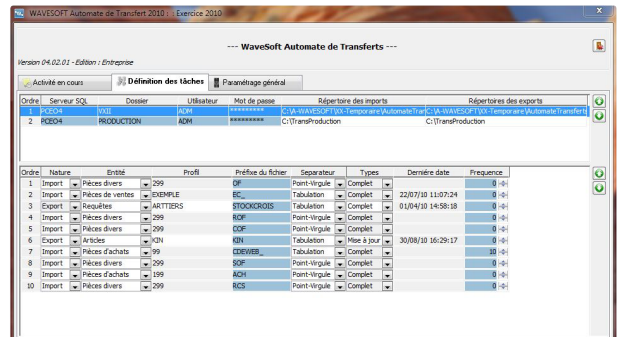 WAVESOFT Automate de Transfert 2010 : : Exercice 2010
--- WaveSoft Automate de Transferts ---
Version 04.02.01 - Edition : Entreprise
Activité en cours Définition des tâches Paramétrage général
Ordre Serveur SQL Dossier Utilisateur Mot de passe Répertoire des imports Répertoires des exports
1 PCEO4 VXII ADM ********* C:\A-WAVESOFT\XX-Temporaire\AutomateTran C:\A-WAVESOFT\XX-Temporaire\AutomateTransferts
2 PCEO4 PRODUCTION ADM ********* C:\TransProduction C:\TransProduction
Ordre Nature Entité Profil Préfixe du fichier Separateur Types Derniére date Frequence
1 Import Pièces divers 299 OF Point-Virgule Complet 0
2 Import Pièces de ventes EXEMPLE EC_ Tabulation Complet 22/07/10 11:07:24 0
3 Export Requêtes ARTTIERS STOCKCROIS Tabulation Complet 01/04/10 14:58:18 0
4 Import Pièces divers 299 ROF Point-Virgule Complet 0
5 Import Pièces divers 299 COF Point-Virgule Complet 0
6 Export Articles KIN KIN Tabulation Mise à jour 30/08/10 16:29:17 0
7 Import Pièces d'achats 99 CDEWEB_ Tabulation Complet 10
8 Import Pièces divers 299 SOF Point-Virgule Complet 0
9 Import Pièces d'achats 199 ACH Point-Virgule Complet 0
10 Import Pièces divers 299 RCS Point-Virgule Complet 0